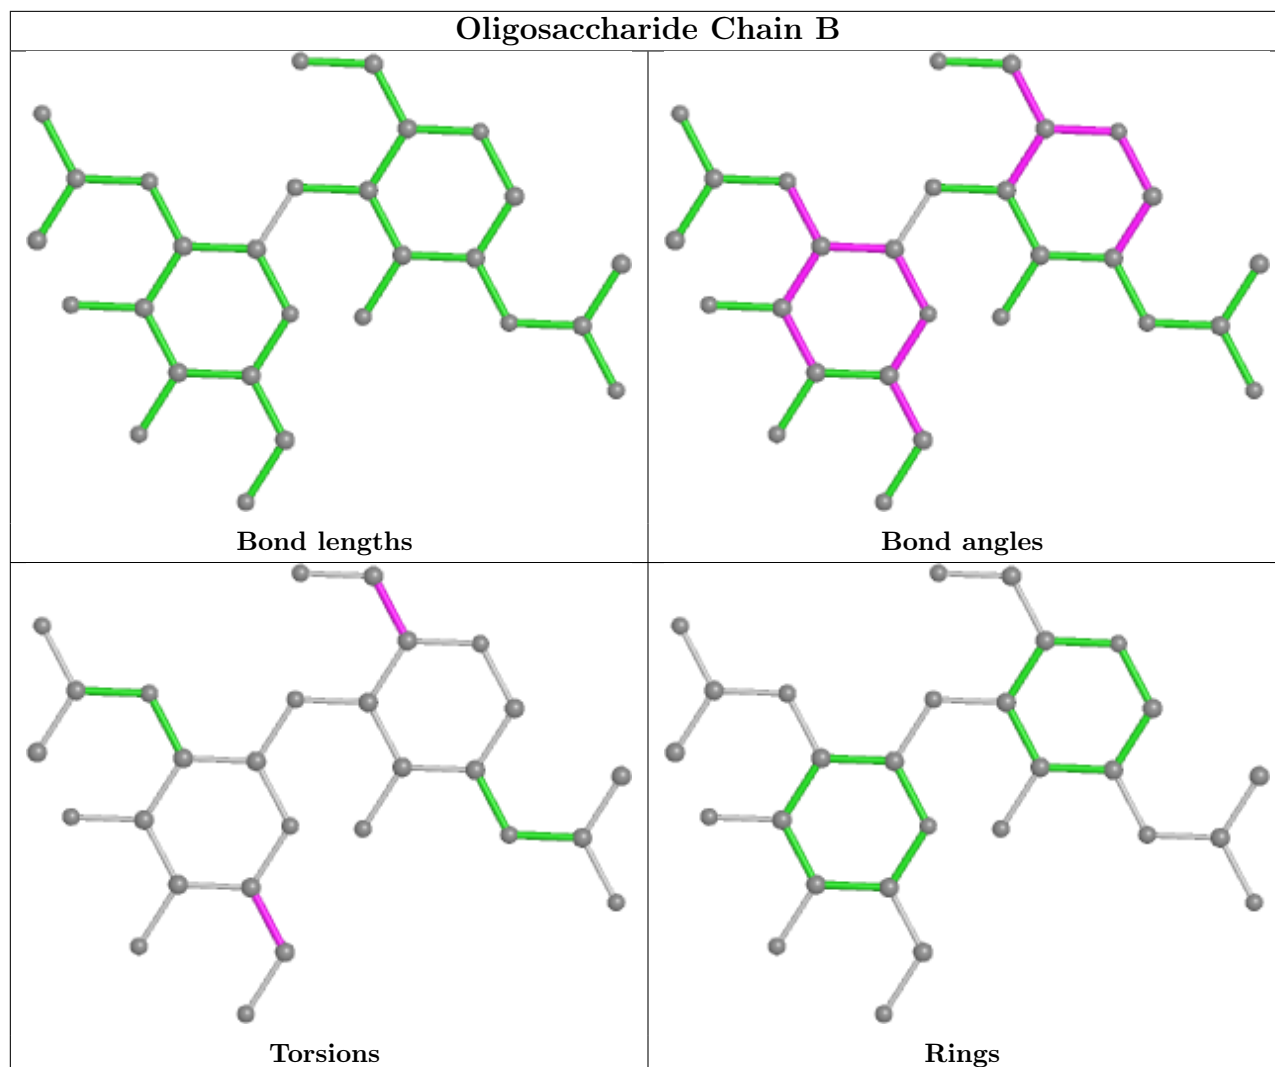 Oligosaccharide Chain B
Bond lengths
Bond angles
Torsions
Rings